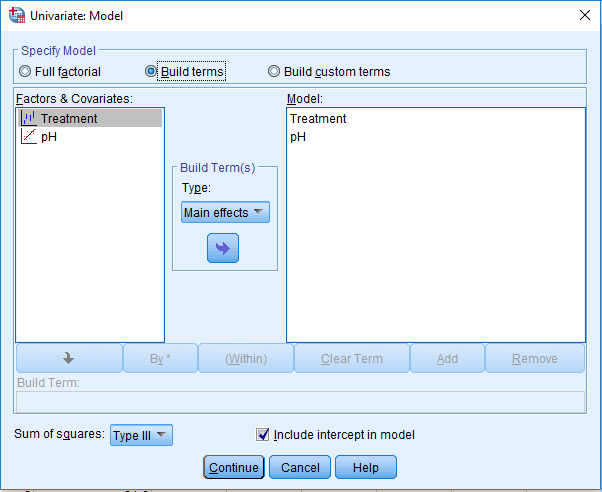 Univariate: Model
Specify Model
Full factorial Build terms Build custom terms
Factors & Covariates: Model:
Treatment Treatment
pH pH
Build Term(s)
Type:
Main effects
By * (Within) Clear Term Add Remove
Build Term:
Sum of squares: Type III Include intercept in model
Continue Cancel Help